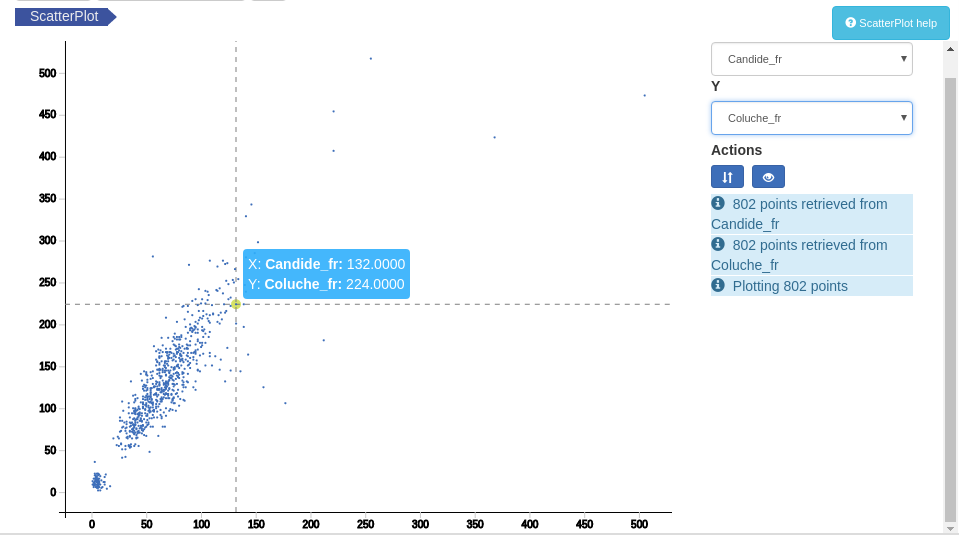 ScatterPlot
ScatterPlot help
Candide_fr
Y
Coluche_fr
Actions
802 points retrieved from
Candide_fr
802 points retrieved from
Coluche_fr
Plotting 802 points
X: Candide_fr: 132.0000
Y: Coluche_fr: 224.0000
500
450
400
350
300
250
200
150
100
50
0
0 50 100 150 200 250 300 350 400 450 500